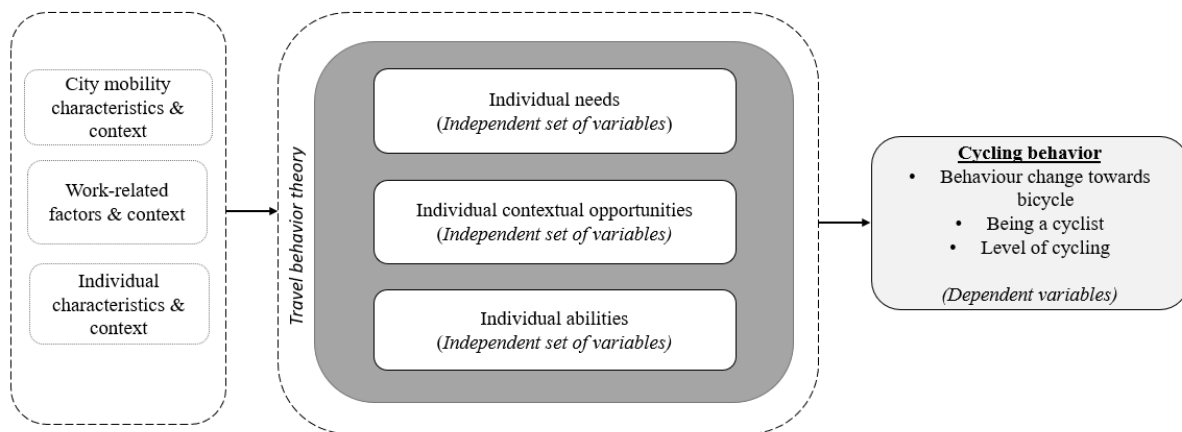 City mobility
characteristics &
context
Work-related
factors & context
Individual
characteristics &
context
Travel behavior theory
Individual needs
(Independent set of variables)
Individual contextual opportunities
(Independent set of variables)
Individual abilities
(Independent set of variables)
Cycling behavior
• Behaviour change towards
bicycle
• Being a cyclist
• Level of cycling
(Dependent variables)